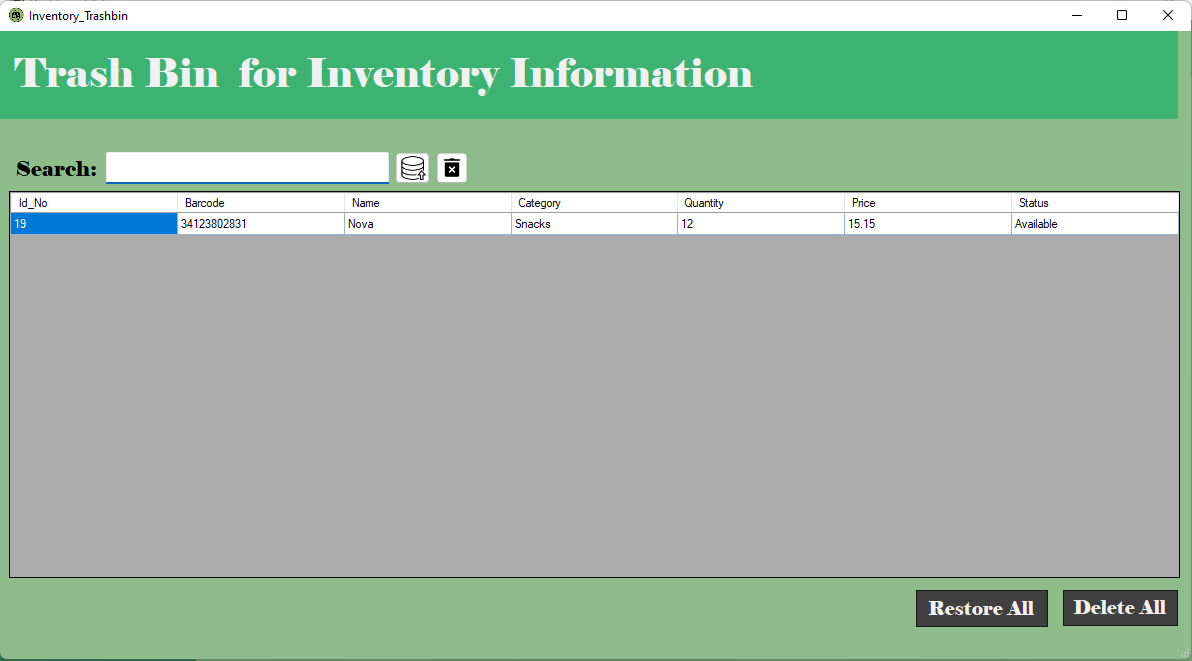 Inventory_Trashbin
Trash Bin  for Inventory Information
Search:
Id_No Barcode Name Category Quantity Price Status
19 34123802831 Nova Snacks 12 15.15 Available
Restore All Delete All